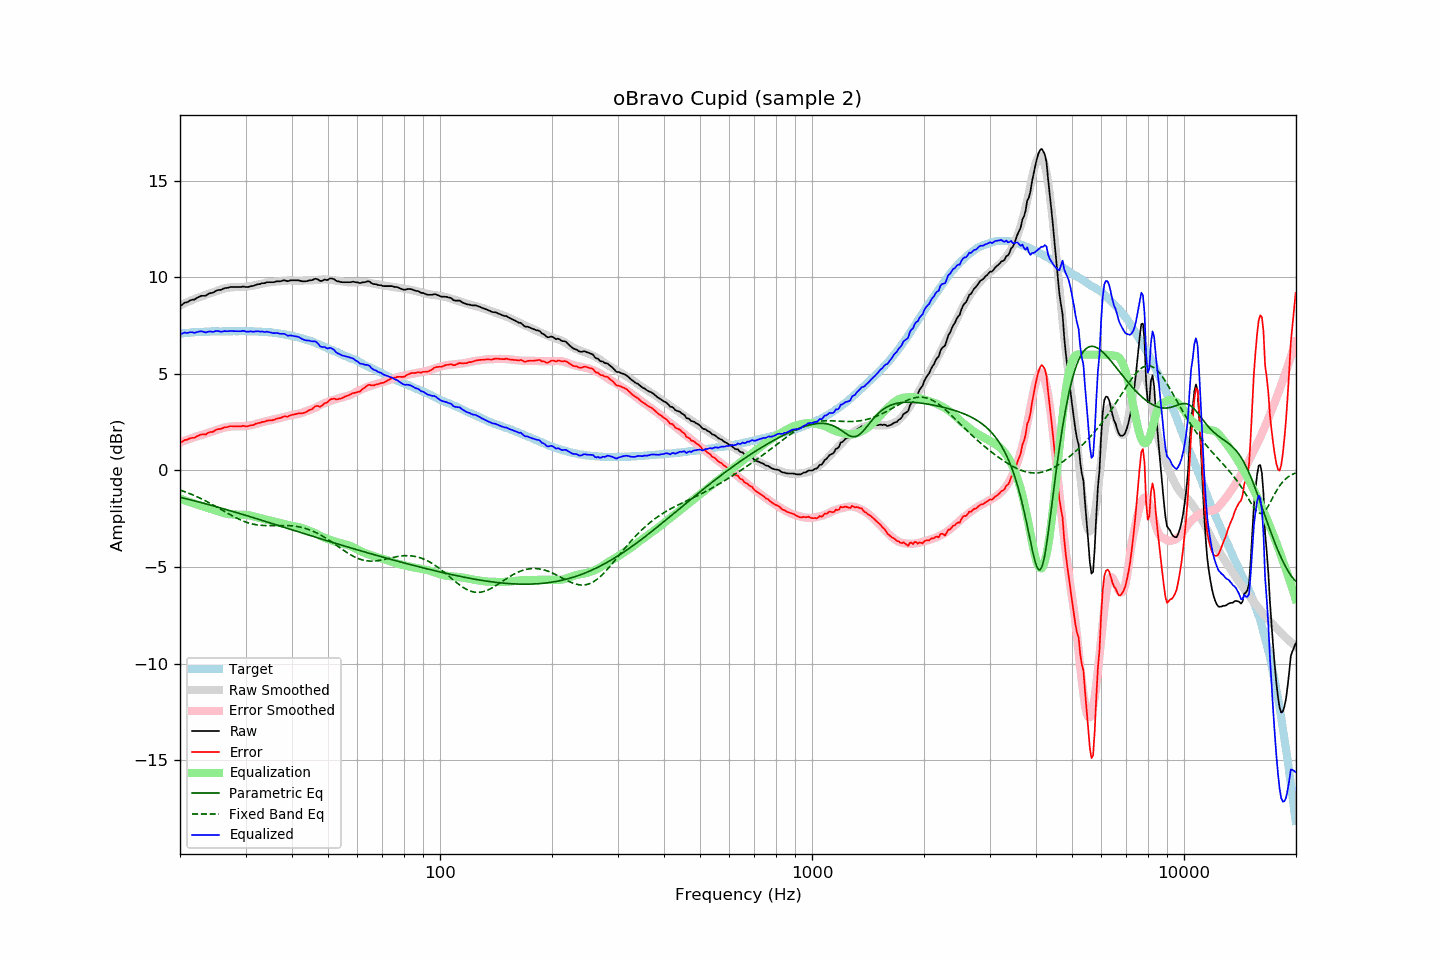 oBravo Cupid (sample 2)
15
10
5
0
−5
−10
−15
Amplitude (dBr)
Target
Raw Smoothed
Error Smoothed
Raw
Error
Equalization
Parametric Eq
Fixed Band Eq
Equalized
100
1000
10000
Frequency (Hz)